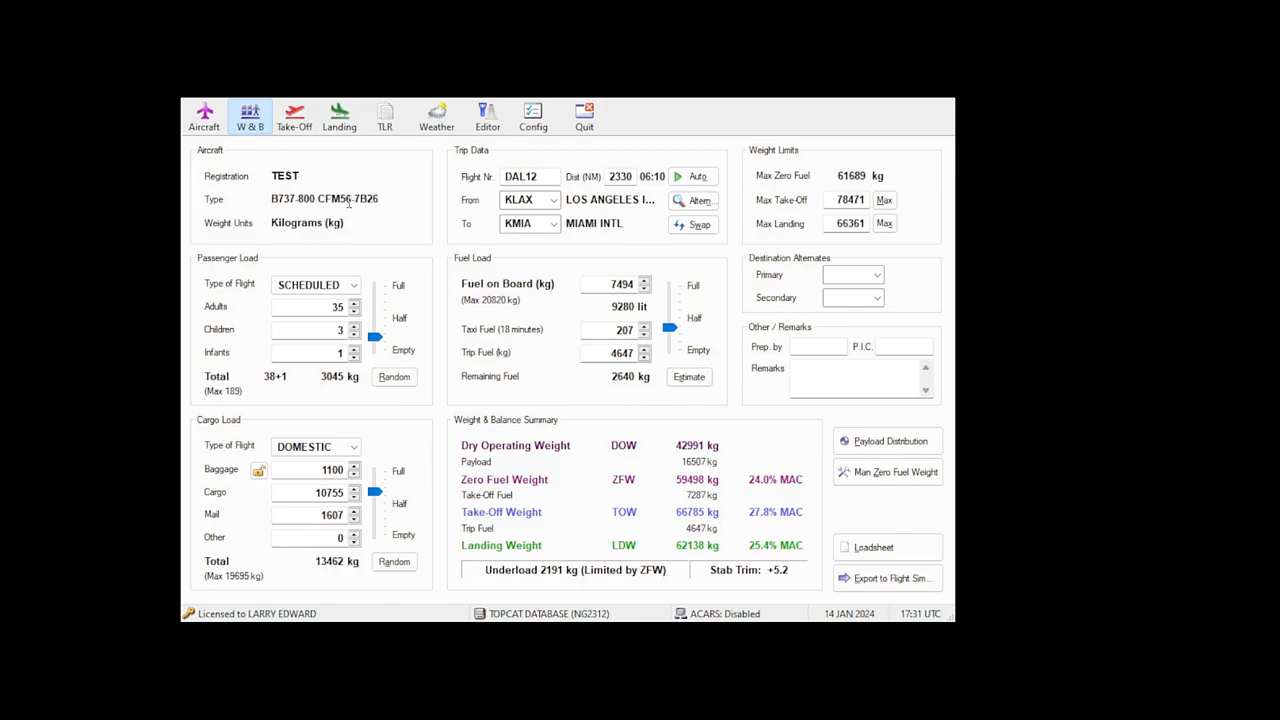 Aircraft W & B Take-Off Landing TLR Weather Editor Config Quit
Aircraft
Registration TEST
Type B737-800 CFM56-7B26
Weight Units Kilograms (kg)
Trip Data
Flight Nr. DAL12 Dist (NM) 2330 06:10 Auto
From KLAX LOS ANGELES I... Altern...
To KMIA MIAMI INTL Swap
Weight Limits
Max Zero Fuel 61689 kg
Max Take-Off 78471 Max
Max Landing 66361 Max
Passenger Load
Type of Flight SCHEDULED Full
Adults 35
Half
Children 3
Infants 1 Empty
Total 38+1 3045 kg Random
(Max 189)
Fuel Load
Fuel on Board (kg) 7494 Full
(Max 20820 kg) 9280 lit
Half
Taxi Fuel (18 minutes) 207
Trip Fuel (kg) 4647 Empty
Remaining Fuel 2640 kg Estimate
Destination Alternates
Primary
Secondary
Other / Remarks
Prep. by P.I.C.
Remarks
Cargo Load
Type of Flight DOMESTIC
Baggage 1100 Full
Cargo 10755
Half
Mail 1607
Other 0 Empty
Total 13462 kg Random
(Max 19695 kg)
Weight & Balance Summary
Dry Operating Weight DOW 42991 kg
Payload 16507 kg
Zero Fuel Weight ZFW 59498 kg 24.0% MAC
Take-Off Fuel 7287 kg
Take-Off Weight TOW 66785 kg 27.8% MAC
Trip Fuel 4647 kg
Landing Weight LDW 62138 kg 25.4% MAC
Underload 2191 kg (Limited by ZFW) Stab Trim: +5.2
Payload Distribution
Man Zero Fuel Weight
Loadsheet
Export to Flight Sim...
Licensed to LARRY EDWARD TOPCAT DATABASE (NG2312) ACARS: Disabled 14 JAN 2024 17:31 UTC